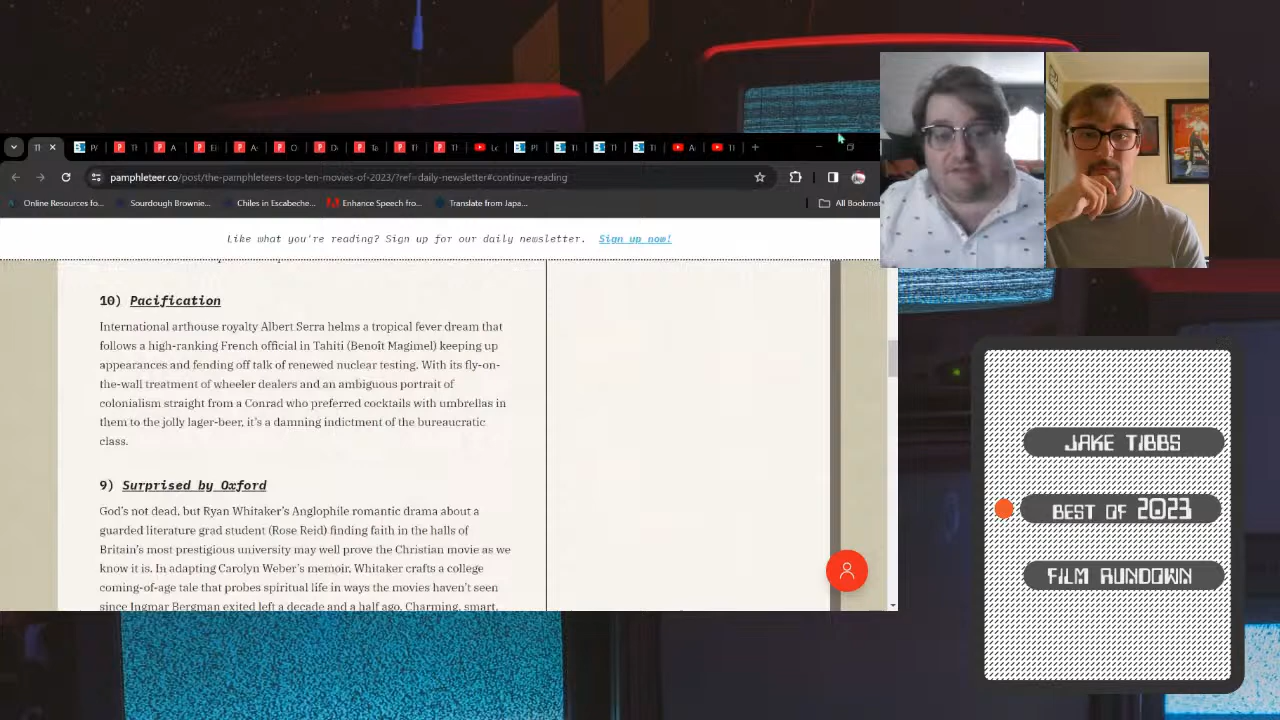 pamphleteer.co/post/the-pamphleteers-top-ten-movies-of-2023/?ref=daily-newsletter#continue-reading
Online Resources fo...
Sourdough Brownie...
Chiles in Escabeche...
Enhance Speech fro...
Translate from Japa...
All Bookmar
Like what you're reading? Sign up for our daily newsletter. Sign up now!
10) Pacification
International arthouse royalty Albert Serra helms a tropical fever dream that
follows a high-ranking French official in Tahiti (Benoît Magimel) keeping up
appearances and fending off talk of renewed nuclear testing. With its fly-on-
the-wall treatment of wheeler dealers and an ambiguous portrait of
colonialism straight from a Conrad who preferred cocktails with umbrellas in
them to the jolly lager-beer, it's a damning indictment of the bureaucratic
class.
9) Surprised by Oxford
God's not dead, but Ryan Whitaker's Anglophile romantic drama about a
guarded literature grad student (Rose Reid) finding faith in the halls of
Britain's most prestigious university may well prove the Christian movie as we
know it is. In adapting Carolyn Weber's memoir, Whitaker crafts a college
coming-of-age tale that probes spiritual life in ways the movies haven't seen
since Ingmar Bergman exited left a decade and a half ago. Charming, smart,
JAKE TIBBS
BEST OF 2023
FILM RUNDOWN